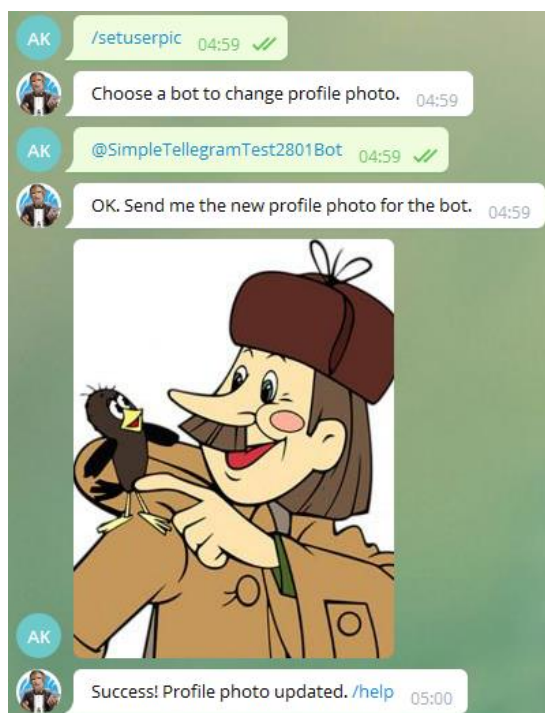 AK
/setuserpic 04:59
Choose a bot to change profile photo. 04:59
AK
@SimpleTellegramTest2801Bot 04:59
OK. Send me the new profile photo for the bot. 04:59
AK
Success! Profile photo updated. /help 05:00